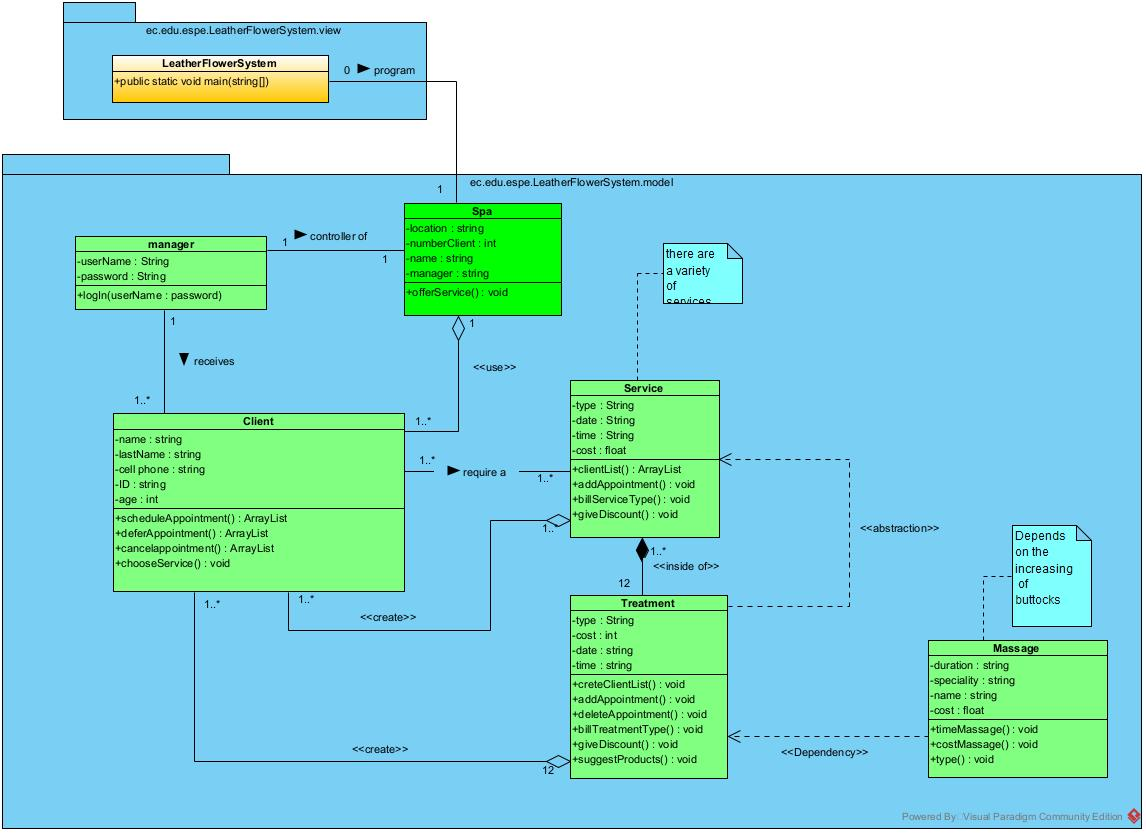 ec.edu.espe.LeatherFlowerSystem.view
LeatherFlowerSystem
+public static void main(string[])
0 program
ec.edu.espe.LeatherFlowerSystem.model
1
Spa
-location : string
-numberClient : int
-name : string
-manager : string
+offerService() : void
manager
-userName : String
-password : String
+logIn(userName : password)
1 controller of
1
there are
a variety
of
services
1
receives
1..*
1
<<use>>
1..*
Client
-name : string
-lastName : string
-cell phone : string
-ID : string
-age : int
+scheduleAppointment() : ArrayList
+deferAppointment() : ArrayList
+cancelappointment() : ArrayList
+chooseService() : void
1..* require a
1..*
Service
-type : String
-date : String
-time : String
-cost : float
+clientList() : ArrayList
+addAppointment() : void
+billServiceType() : void
+giveDiscount() : void
1..*
<<abstraction>>
1..*
<<inside of>>
12
Depends
on the
increasing
of
buttocks
1..*
1..*
<<create>>
Treatment
-type : String
-cost : int
-date : string
-time : string
+creteClientList() : void
+addAppointment() : void
+deleteAppointment() : void
+billTreatmentType() : void
+giveDiscount() : void
+suggestProducts() : void
Massage
-duration : string
-speciality : string
-name : string
-cost : float
+timeMassage() : void
+costMassage() : void
+type() : void
<<create>>
12
<<Dependency>>
Powered By: Visual Paradigm Community Edition